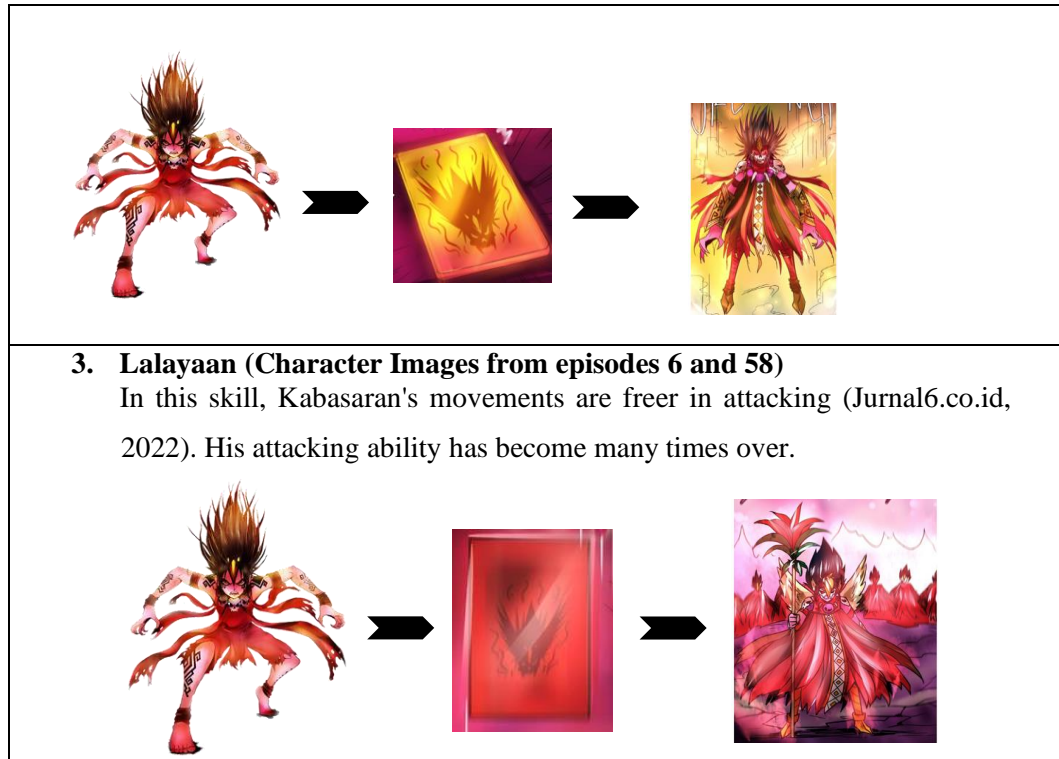 3. Lalayaan (Character Images from episodes 6 and 58)
In this skill, Kabasaran's movements are freer in attacking (Jurnal6.co.id,
2022). His attacking ability has become many times over.